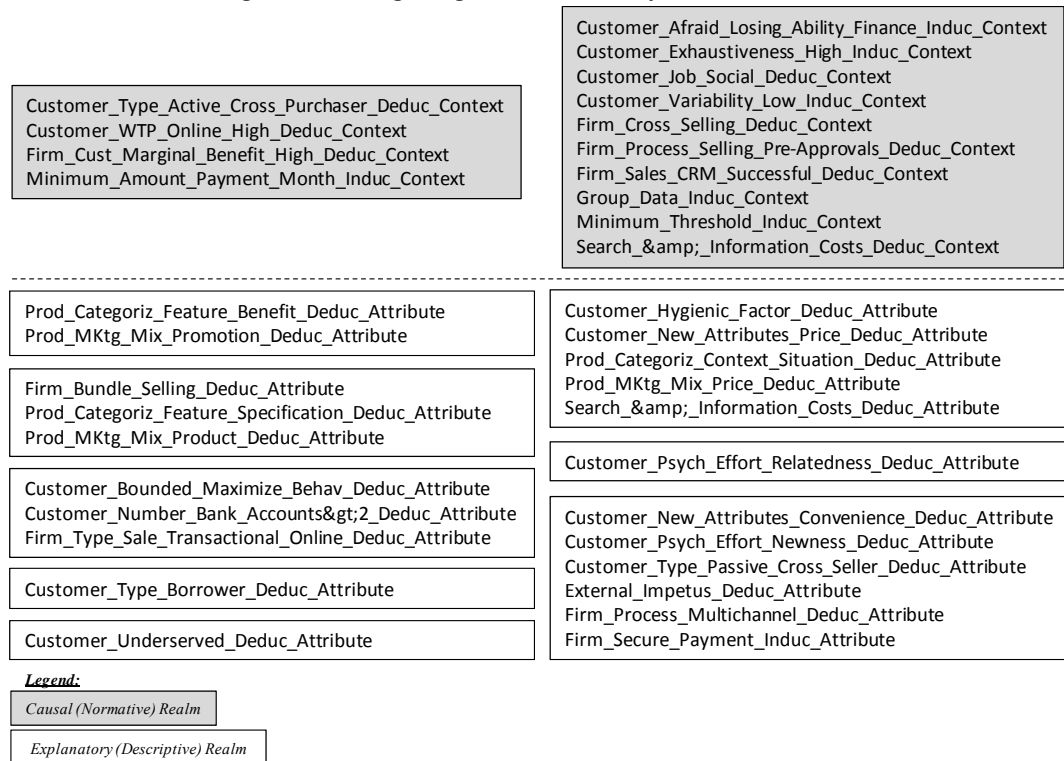 Customer_Type_Active_Cross_Purchaser_Deduc_Context
Customer_WTP_Online_High_Deduc_Context
Firm_Cust_Marginal_Benefit_High_Deduc_Context
Minimum_Amount_Payment_Month_Induc_Context
Customer_Afraid_Losing_Ability_Finance_Induc_Context
Customer_Exhaustiveness_High_Induc_Context
Customer_Job_Social_Deduc_Context
Customer_Variability_Low_Induc_Context
Firm_Cross_Selling_Deduc_Context
Firm_Process_Selling_Pre-Approvals_Deduc_Context
Firm_Sales_CRM_Successful_Deduc_Context
Group_Data_Induc_Context
Minimum_Threshold_Induc_Context
Search_&amp;_Information_Costs_Deduc_Context
Prod_Categoriz_Feature_Benefit_Deduc_Attribute
Prod_MKtg_Mix_Promotion_Deduc_Attribute
Firm_Bundle_Selling_Deduc_Attribute
Prod_Categoriz_Feature_Specification_Deduc_Attribute
Prod_MKtg_Mix_Product_Deduc_Attribute
Customer_Bounded_Maximize_Behav_Deduc_Attribute
Customer_Number_Bank_Accounts&gt;2_Deduc_Attribute
Firm_Type_Sale_Transactional_Online_Deduc_Attribute
Customer_Type_Borrower_Deduc_Attribute
Customer_Underserved_Deduc_Attribute
Customer_Hygienic_Factor_Deduc_Attribute
Customer_New_Attributes_Price_Deduc_Attribute
Prod_Categoriz_Context_Situation_Deduc_Attribute
Prod_MKtg_Mix_Price_Deduc_Attribute
Search_&amp;_Information_Costs_Deduc_Attribute
Customer_Psych_Effort_Relatedness_Deduc_Attribute
Customer_New_Attributes_Convenience_Deduc_Attribute
Customer_Psych_Effort_Newness_Deduc_Attribute
Customer_Type_Passive_Cross_Seller_Deduc_Attribute
External_Impetus_Deduc_Attribute
Firm_Process_Multichannel_Deduc_Attribute
Firm_Secure_Payment_Induc_Attribute
Legend:
Causal (Normative) Realm
Explanatory (Descriptive) Realm